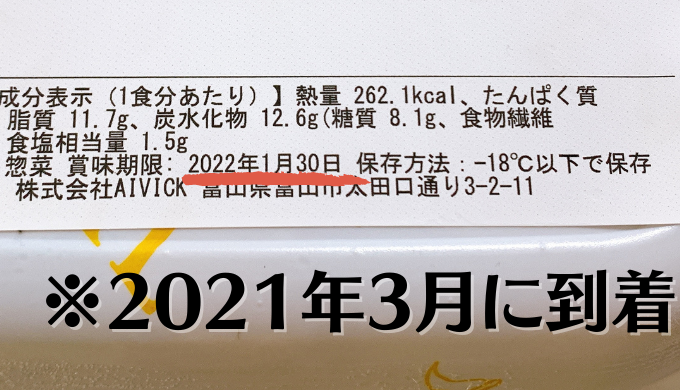 成分表示 (1食分あたり) 】熱量 262.1kcal、たんぱく質
脂質 11.7g、炭水化物 12.6g(糖質 8.1g、食物繊維
食塩相当量 1.5g
惣菜 賞味期限: 2022年1月30日 保存方法:-18℃以下で保存
株式会社AIVICK 富山県富山市太田口通り3-2-11
※2021年3月に到着